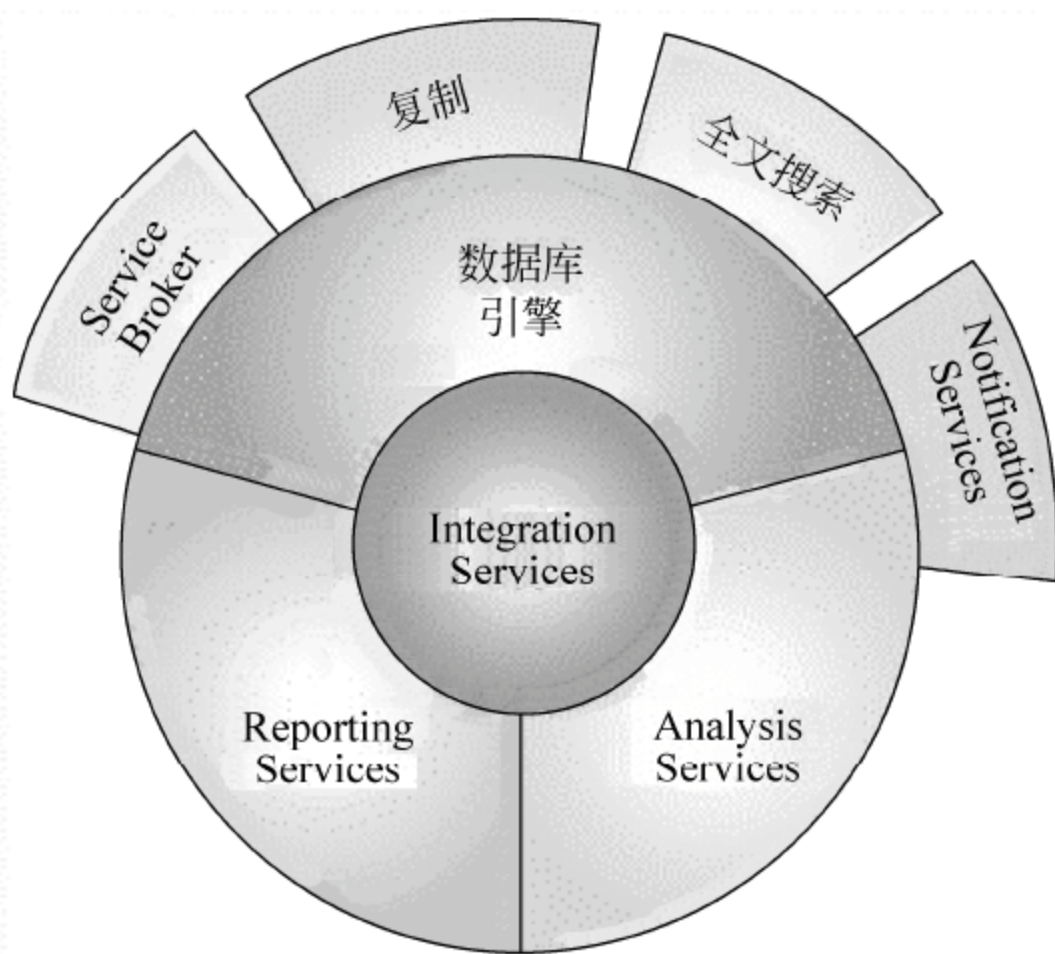 复制
全文搜索
Service
Broker
数据库
引擎
Notification
Services
Integration
Services
Reporting
Services
Analysis
Services